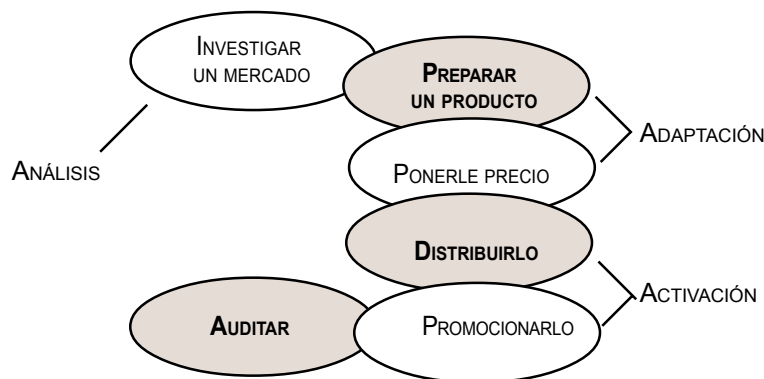 INVESTIGAR
UN MERCADO
PREPARAR
UN PRODUCTO
ADAPTACIÓN
ANÁLISIS
PONERLE PRECIO
DISTRIBUIRLO
ACTIVACIÓN
AUDITAR
PROMOCIONARLO